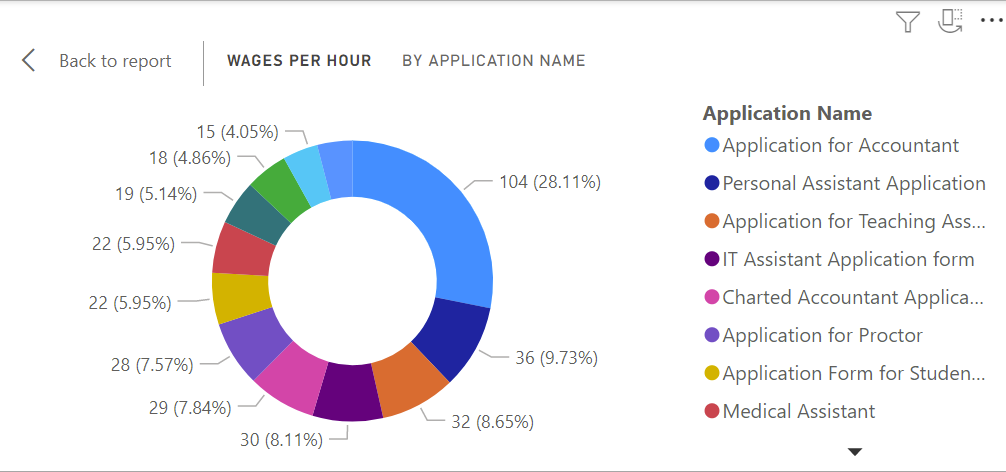 Back to report
WAGES PER HOUR
BY APPLICATION NAME
15 (4.05%)
18 (4.86%)
19 (5.14%)
22 (5.95%)
22 (5.95%)
28 (7.57%)
29 (7.84%)
30 (8.11%)
104 (28.11%)
36 (9.73%)
32 (8.65%)
Application Name
Application for Accountant
Personal Assistant Application
Application for Teaching Ass...
IT Assistant Application form
Charted Accountant Applica...
Application for Proctor
Application Form for Studen...
Medical Assistant